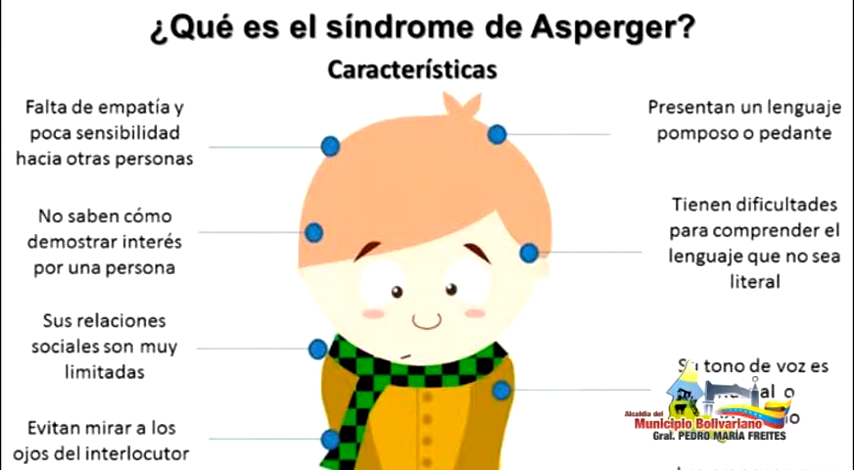 ¿Qué es el síndrome de Asperger?
Características
Falta de empatía y
poca sensibilidad
hacia otras personas
No saben cómo
demostrar interés
por una persona
Sus relaciones
sociales son muy
limitadas
Evitan mirar a los
ojos del interlocutor
Presentan un lenguaje
pomposo o pedante
Tienen dificultades
para comprender el
lenguaje que no sea
literal
tono de voz es
o
Alcaldía del
Municipio Bolivariano
Gral. PEDRO MARÍA FREITES